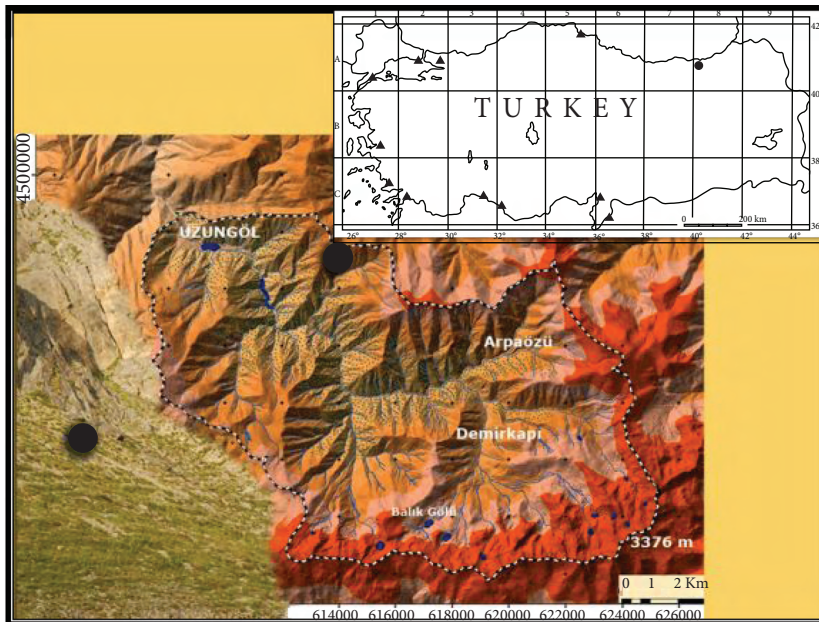 1 2 3 4 5 6 7 8 9
42
A
40
TURKEY
B
38
C
0 200 km
36
26° 28° 30° 32° 34° 36° 38° 40° 42° 44°
4500000
UZUNGÖL
Arpaözü
Demirkapı
Balık Gölü
3376 m
0 1 2 Km
614000 616000 618000 620000 622000 624000 626000